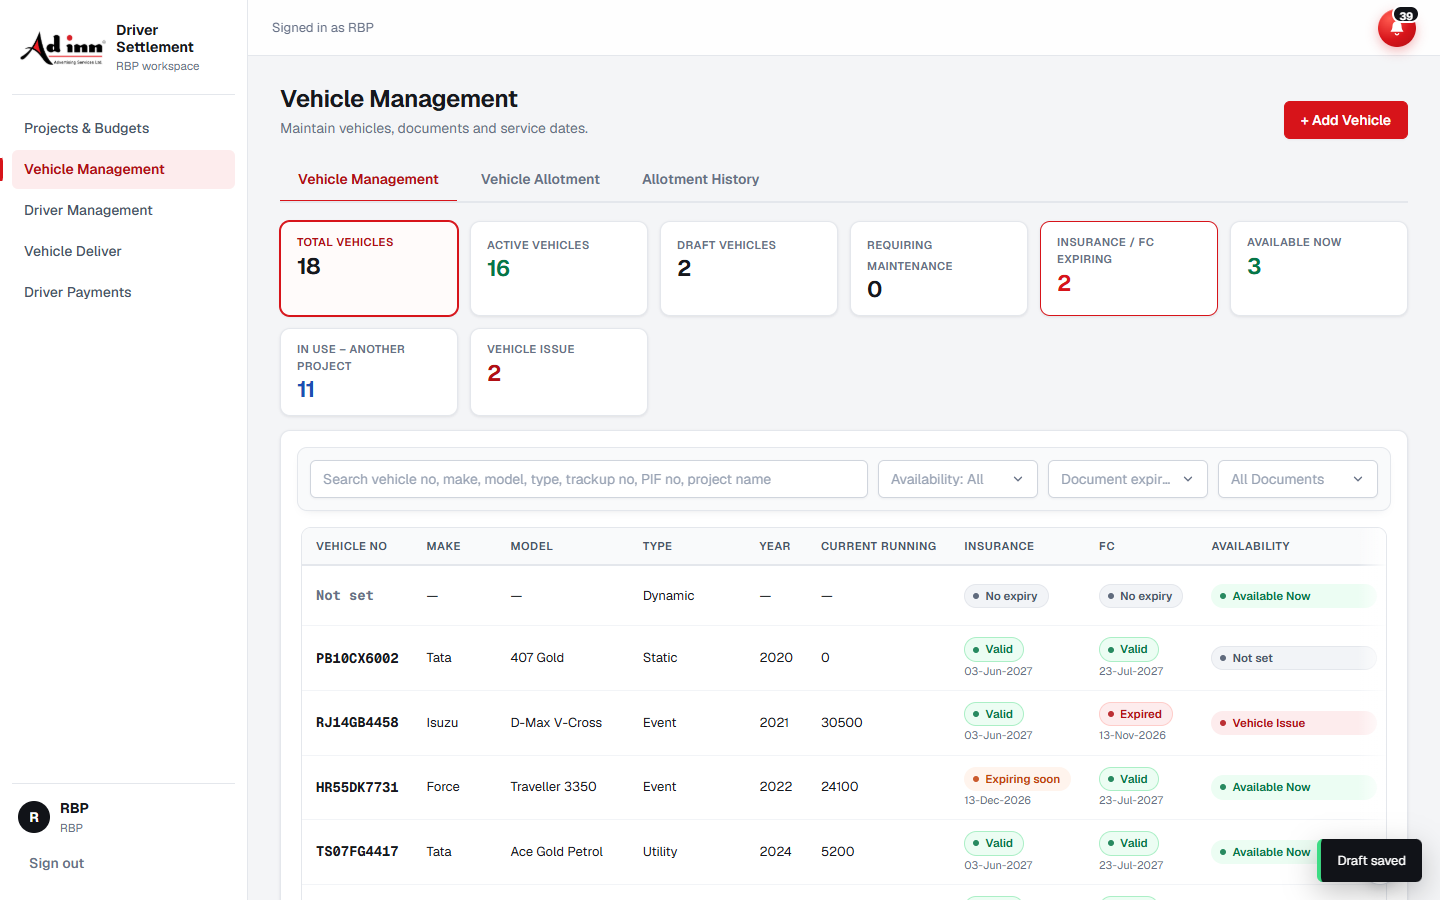 Ad inn
Advertising Services Ltd
Driver
Settlement
RBP workspace
Signed in as RBP
39
Projects & Budgets
Vehicle Management
Driver Management
Vehicle Deliver
Driver Payments
R
RBP
RBP
Sign out
Vehicle Management
Maintain vehicles, documents and service dates.
+ Add Vehicle
Vehicle Management Vehicle Allotment Allotment History
TOTAL VEHICLES
18
ACTIVE VEHICLES
16
DRAFT VEHICLES
2
REQUIRING
MAINTENANCE
0
INSURANCE / FC
EXPIRING
2
AVAILABLE NOW
3
IN USE – ANOTHER
PROJECT
11
VEHICLE ISSUE
2
Search vehicle no, make, model, type, trackup no, PIF no, project name
Availability: All
Document expir...
All Documents
VEHICLE NO MAKE MODEL TYPE YEAR CURRENT RUNNING INSURANCE FC AVAILABILITY
Not set — — Dynamic — — No expiry No expiry Available Now
PB10CX6002 Tata 407 Gold Static 2020 0 Valid Valid Not set
03-Jun-2027 23-Jul-2027
RJ14GB4458 Isuzu D-Max V-Cross Event 2021 30500 Valid Expired Vehicle Issue
03-Jun-2027 13-Nov-2026
HR55DK7731 Force Traveller 3350 Event 2022 24100 Expiring soon Valid Available Now
13-Dec-2026 23-Jul-2027
TS07FG4417 Tata Ace Gold Petrol Utility 2024 5200 Valid Valid Available Now
03-Jun-2027 23-Jul-2027
Draft saved